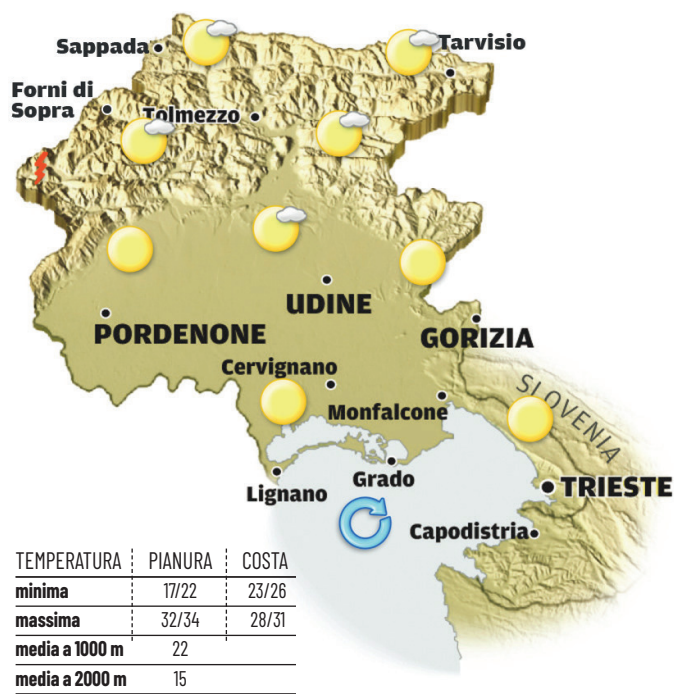 Sappada
Tarvisio
Forni di
Sopra
Tolmezzo
UDINE
PORDENONE
GORIZIA
Cervignano
SLOVENIA
Monfalcone
Grado
Lignano
TRIESTE
Capodistria
TEMPERATURA PIANURA COSTA
minima 17/22 23/26
massima 32/34 28/31
media a 1000 m 22
media a 2000 m 15